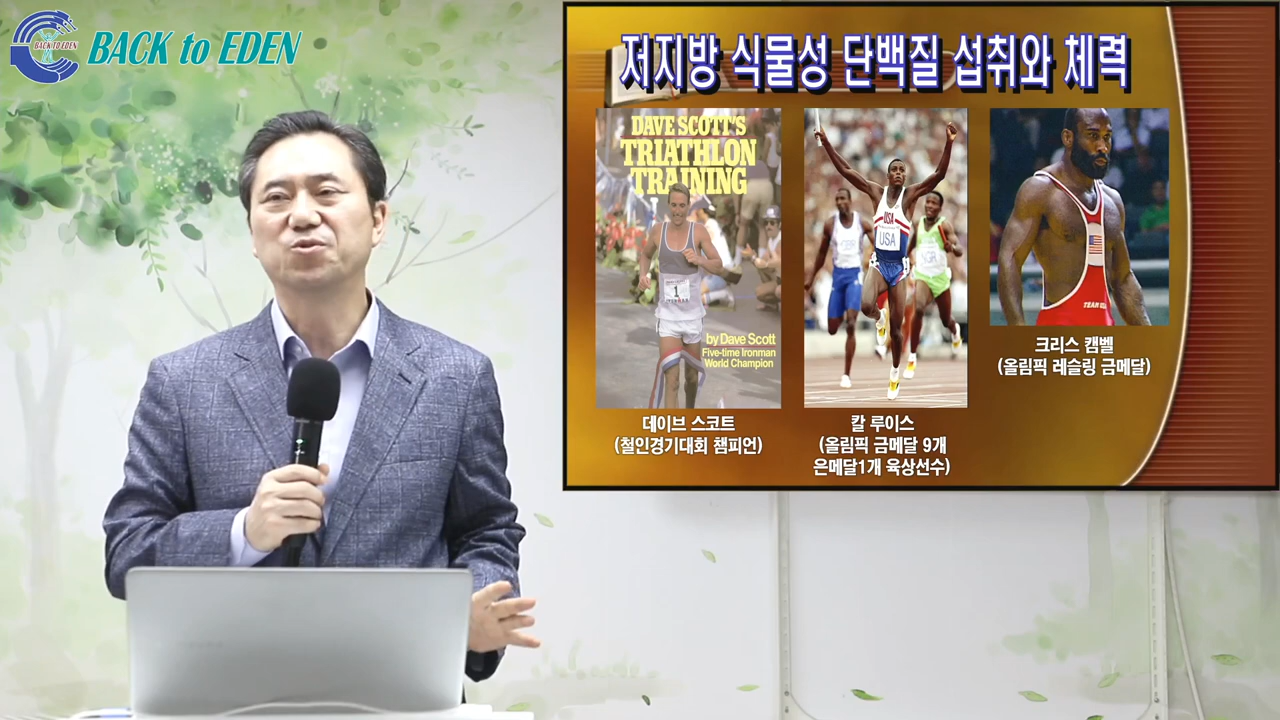 BACK TO EDEN
BACK to EDEN
저지방 식물성 단백질 섭취와 체력
DAVE SCOTT'S
TRIATHLON
TRAINING
1
by Dave Scott
Five-time Ironman
World Champion
데이브 스코트
(철인경기대회 챔피언)
USA
USA
칼 루이스
(올림픽 금메달 9개
은메달1개 육상선수)
TEAM USA
크리스 캠벨
(올림픽 레슬링 금메달)